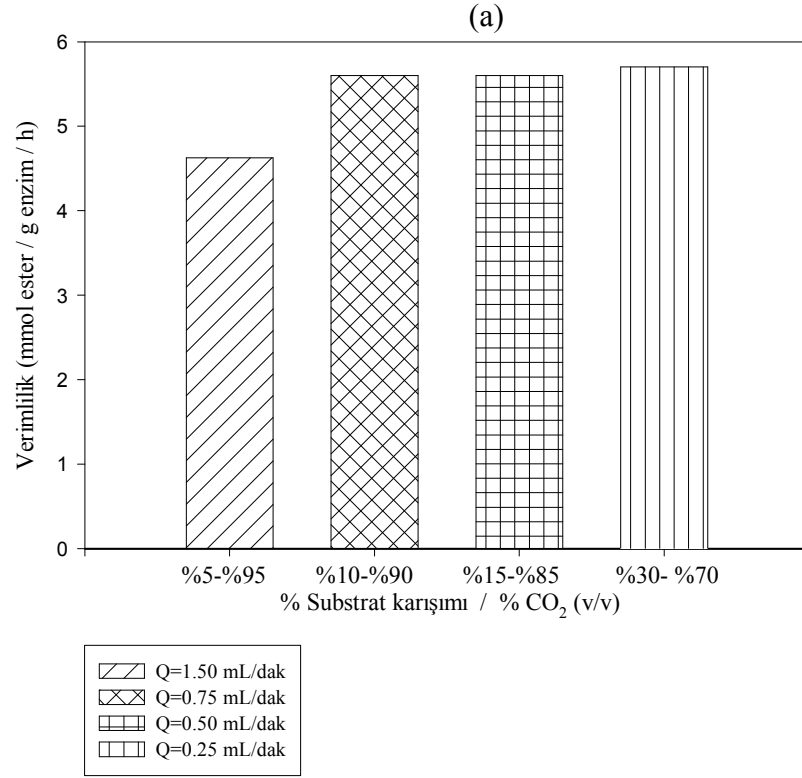 (a)
Verimlilik (mmol ester / g enzim / h)
6
5
4
3
2
1
0
%5-%95 %10-%90 %15-%85 %30- %70
% Substrat karışımı / % CO₂ (v/v)
Q=1.50 mL/dak
Q=0.75 mL/dak
Q=0.50 mL/dak
Q=0.25 mL/dak